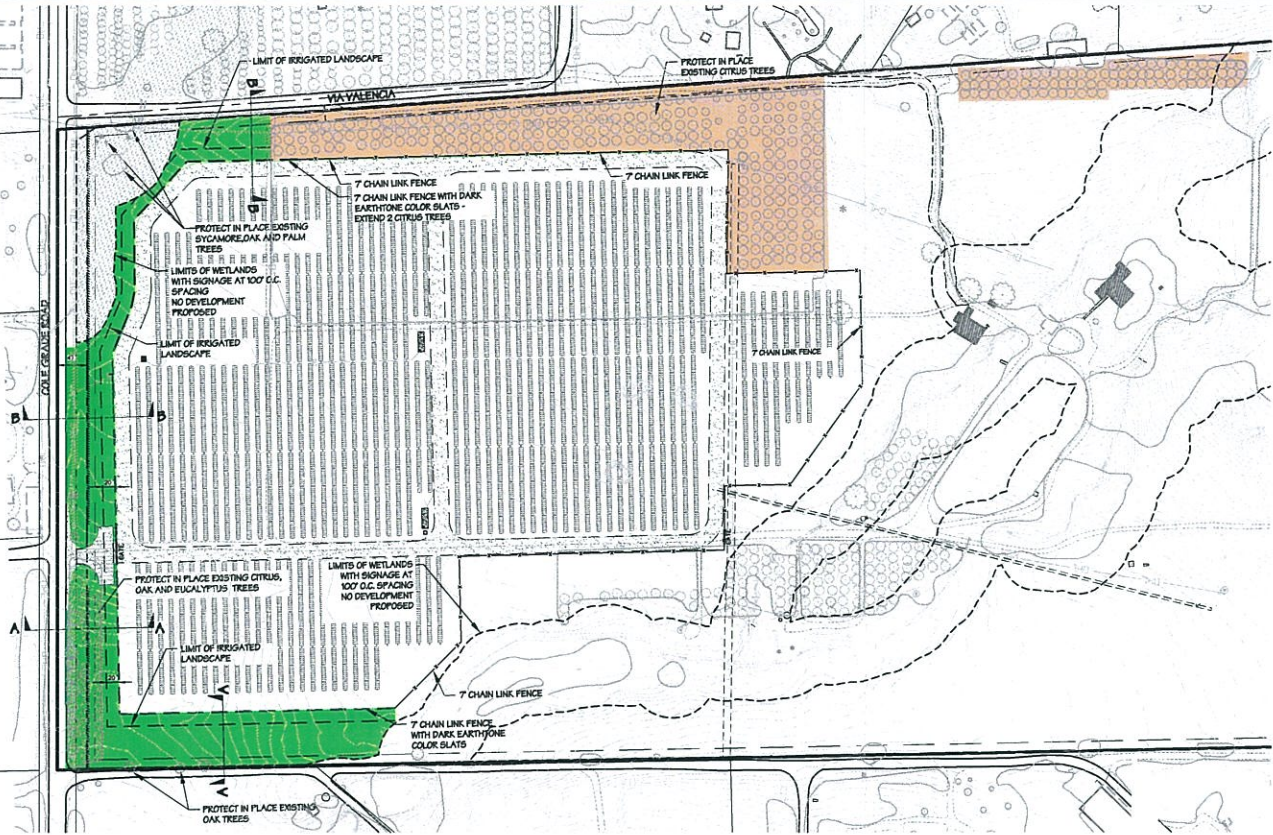 LIMIT OF IRRIGATED LANDSCAPE
PROTECT IN PLACE
EXISTING CITRUS TREES
VIA VALENCIA
B
B
7' CHAIN LINK FENCE
7' CHAIN LINK FENCE
7' CHAIN LINK FENCE WITH DARK
EARTHTONE COLOR SLATS -
EXTEND 2 CITRUS TREES
PROTECT IN PLACE EXISTING
SYCAMORE,OAK AND PALM
TREES
LIMITS OF WETLANDS
WITH SIGNAGE AT 100' O.C.
SPACING
NO DEVELOPMENT
PROPOSED
COLE GRADE ROAD
LIMIT OF IRRIGATED
LANDSCAPE
7' CHAIN LINK FENCE
B
B
GATE
GATE
LIMITS OF WETLANDS
WITH SIGNAGE AT
100' O.C. SPACING
NO DEVELOPMENT
PROPOSED
PROTECT IN PLACE EXISTING CITRUS,
OAK AND EUCALYPTUS TREES
A
A
LIMIT OF IRRIGATED
LANDSCAPE
20
7' CHAIN LINK FENCE
7' CHAIN LINK FENCE
WITH DARK EARTHTONE
COLOR SLATS
PROTECT IN PLACE EXISTING
OAK TREES